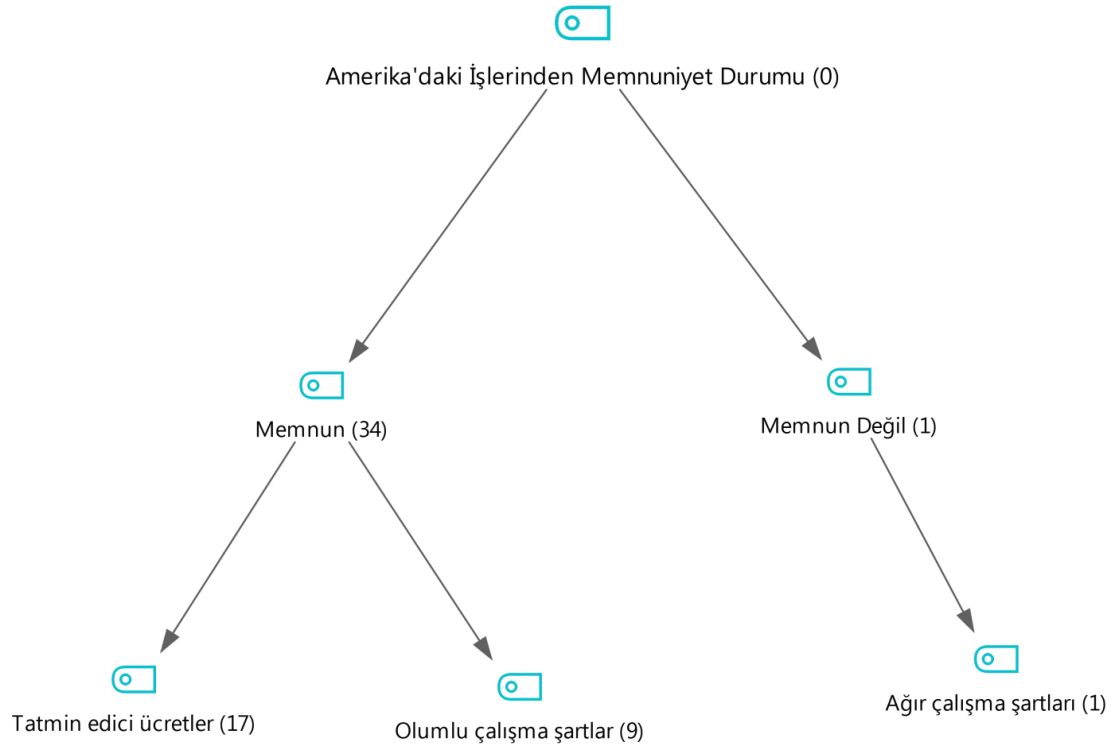 Amerika'daki İşlerinden Memnuniyet Durumu (0)
Memnun (34)
Memnun Değil (1)
Tatmin edici ücretler (17)
Olumlu çalışma şartlar (9)
Ağır çalışma şartları (1)